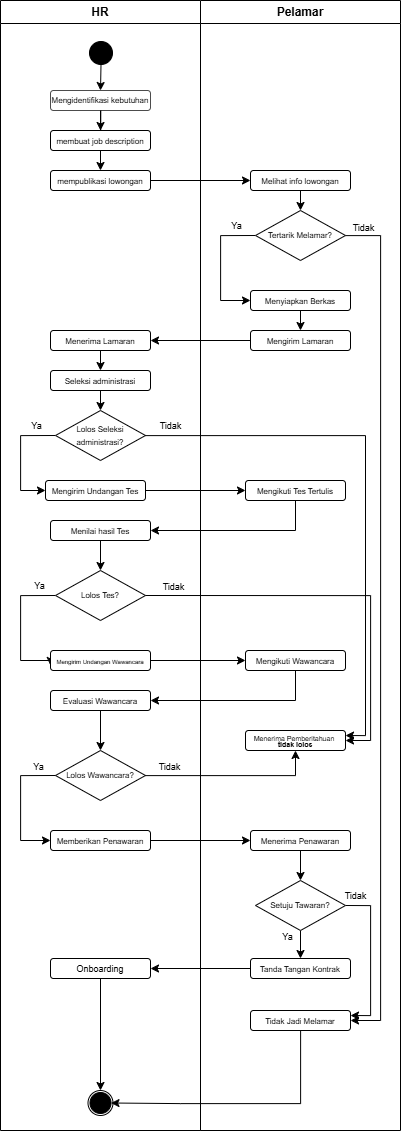 HR
Pelamar
Mengidentifikasi kebutuhan
membuat job description
mempublikasi lowongan
Melihat info lowongan
Ya
Tertarik Melamar?
Tidak
Menyiapkan Berkas
Mengirim Lamaran
Menerima Lamaran
Seleksi administrasi
Ya
Lolos Seleksi
administrasi?
Tidak
Mengirim Undangan Tes
Mengikuti Tes Tertulis
Menilai hasil Tes
Ya
Lolos Tes?
Tidak
Mengirim Undangan Wawancara
Mengikuti Wawancara
Evaluasi Wawancara
Menerima Pemberitahuan
tidak lolos
Ya
Lolos Wawancara?
Tidak
Memberikan Penawaran
Menerima Penawaran
Setuju Tawaran?
Tidak
Ya
Tanda Tangan Kontrak
Onboarding
Tidak Jadi Melamar